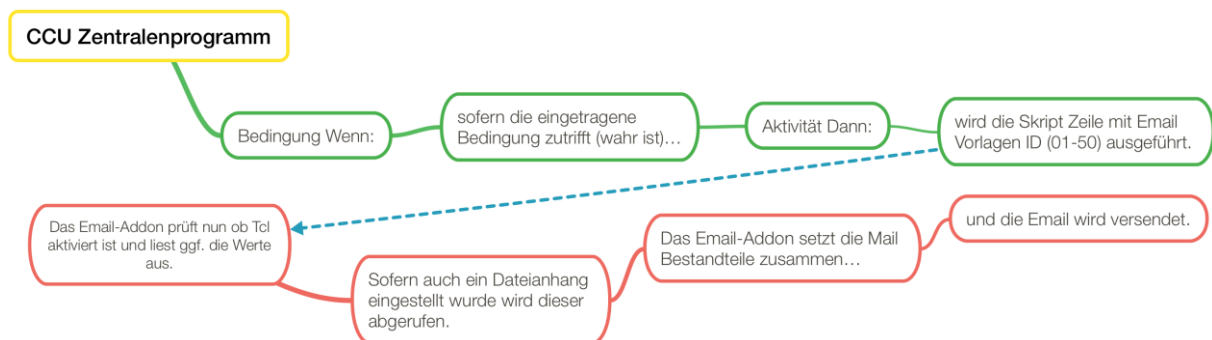 CCU Zentralenprogramm
Bedingung Wenn:
sofern die eingetragene
Bedingung zutrifft (wahr ist)…
Aktivität Dann:
wird die Skript Zeile mit Email
Vorlagen ID (01-50) ausgeführt.
Das Email-Addon prüft nun ob Tcl
aktiviert ist und liest ggf. die Werte
aus.
Sofern auch ein Dateianhang
eingestellt wurde wird dieser
abgerufen.
Das Email-Addon setzt die Mail
Bestandteile zusammen…
und die Email wird versendet.